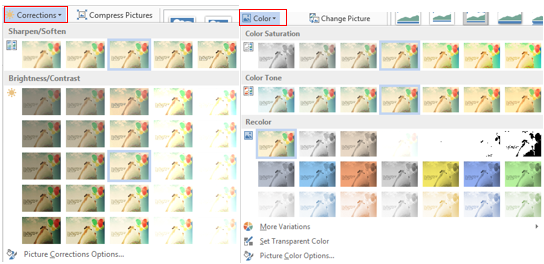 Corrections
Compress Pictures
Sharpen/Soften
Brightness/Contrast
Picture Corrections Options...
Color
Change Picture
Color Saturation
Color Tone
Recolor
More Variations
Set Transparent Color
Picture Color Options...